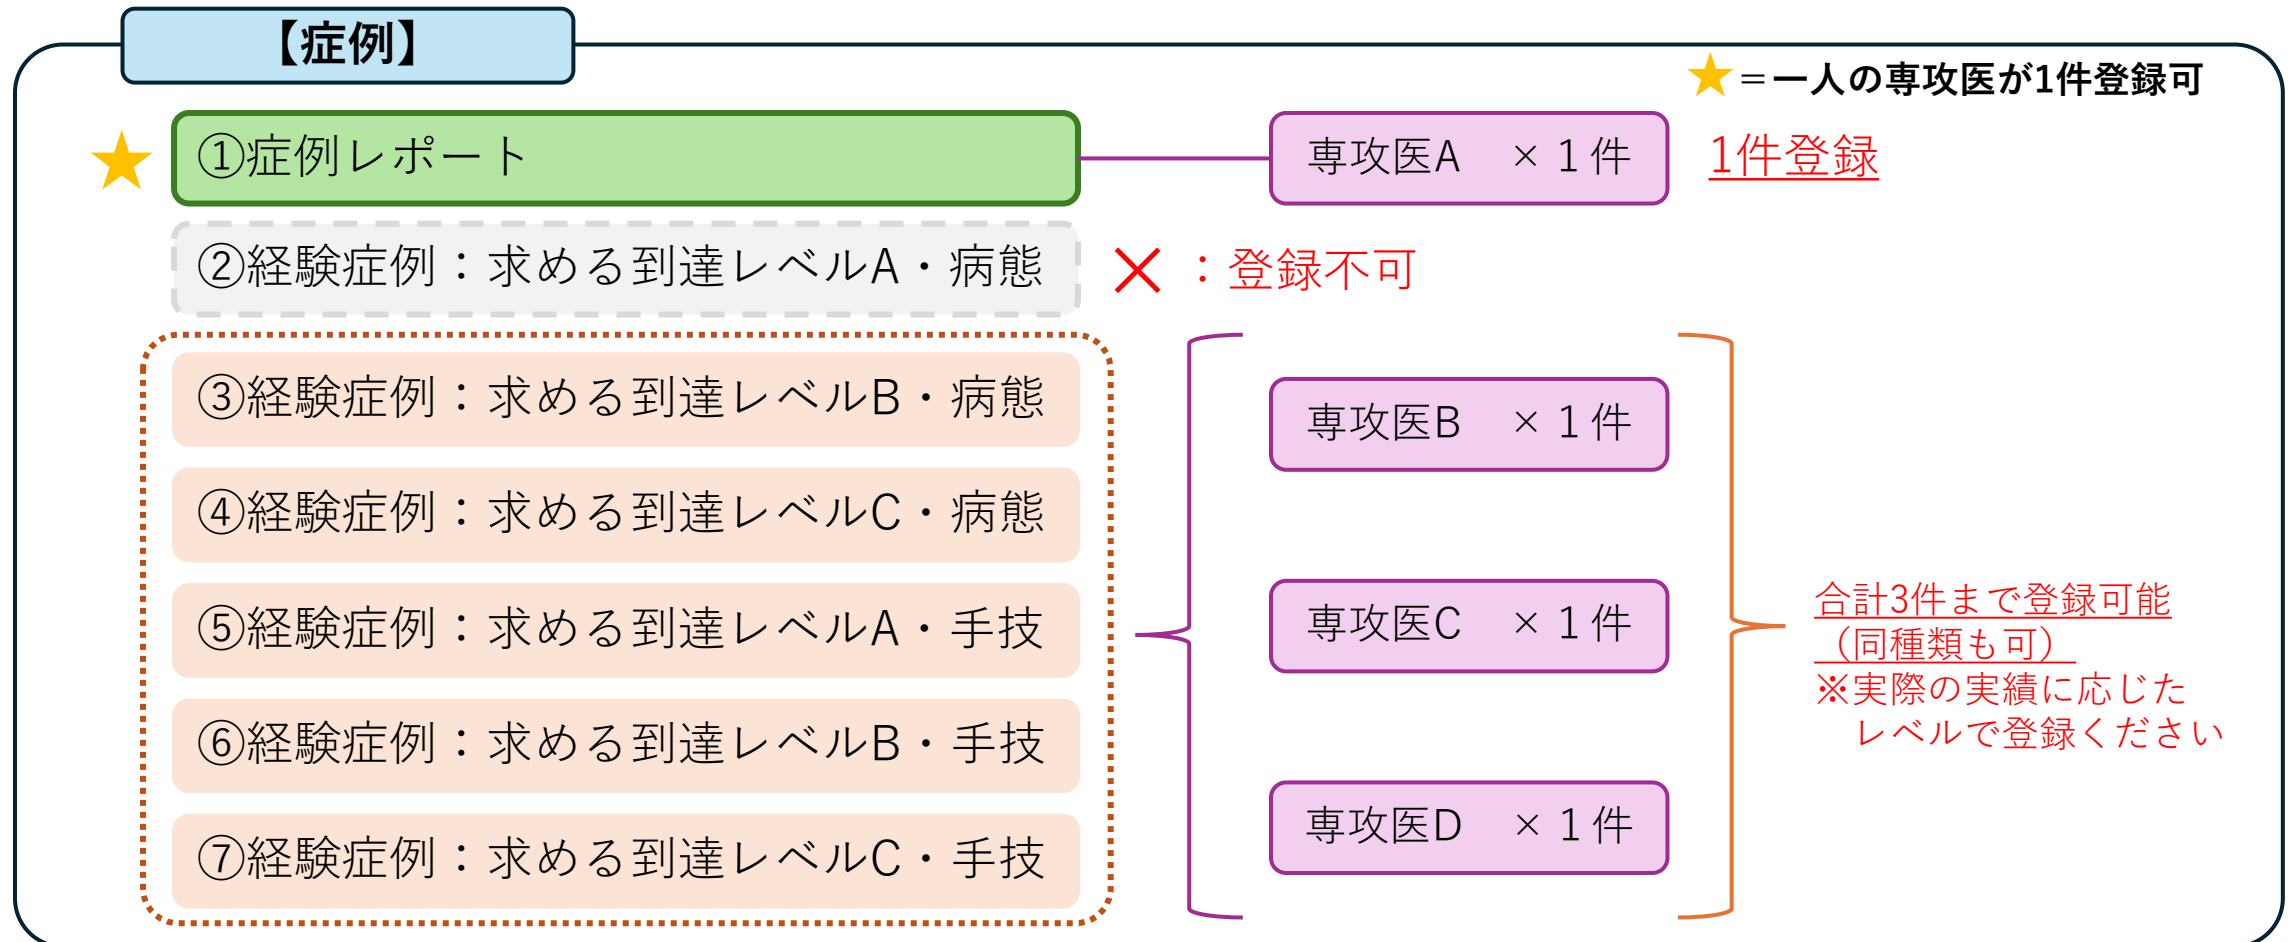 【症例】
★＝一人の専攻医が1件登録可
★
①症例レポート
専攻医A　×１件
1件登録
②経験症例：求める到達レベルA・病態
×：登録不可
③経験症例：求める到達レベルB・病態
専攻医B　×１件
④経験症例：求める到達レベルC・病態
⑤経験症例：求める到達レベルA・手技
専攻医C　×１件
合計3件まで登録可能
（同種類も可）
※実際の実績に応じた
レベルで登録ください
⑥経験症例：求める到達レベルB・手技
⑦経験症例：求める到達レベルC・手技
専攻医D　×１件